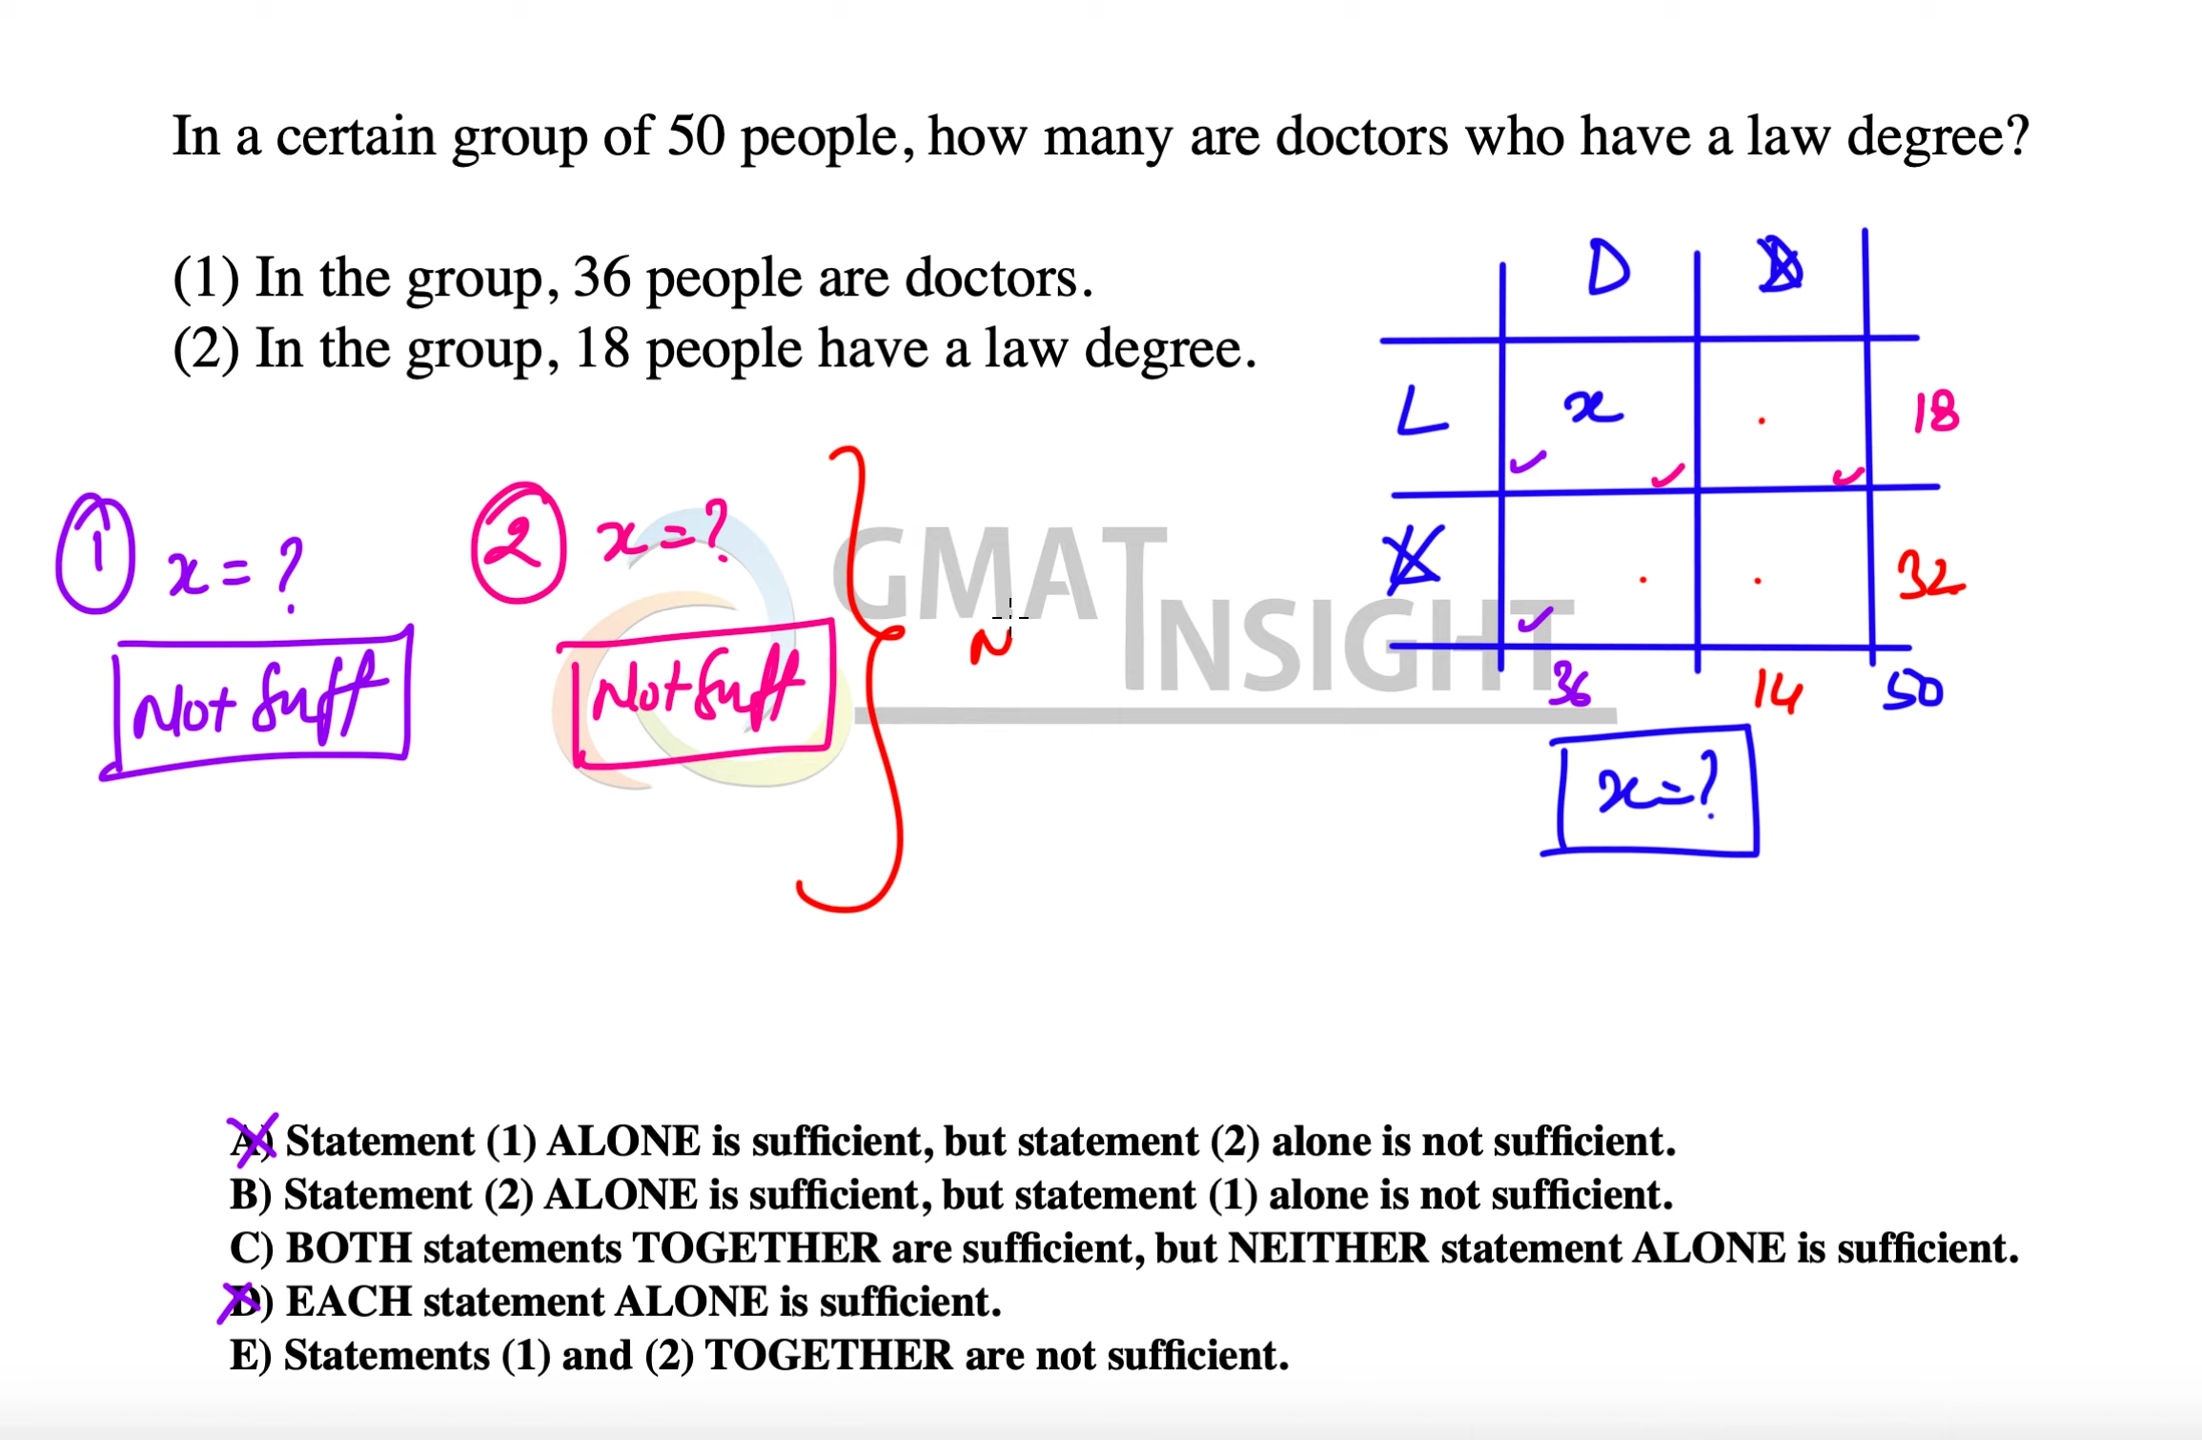 In a certain group of 50 people, how many are doctors who have a law degree?
(1) In the group, 36 people are doctors.
(2) In the group, 18 people have a law degree.
D D
L x 18
L 32
36 14 50
x=?
1 x=?
Not Suff
2 x=?
Not Suff
N
GMAT INSIGHT
A) Statement (1) ALONE is sufficient, but statement (2) alone is not sufficient.
B) Statement (2) ALONE is sufficient, but statement (1) alone is not sufficient.
C) BOTH statements TOGETHER are sufficient, but NEITHER statement ALONE is sufficient.
D) EACH statement ALONE is sufficient.
E) Statements (1) and (2) TOGETHER are not sufficient.